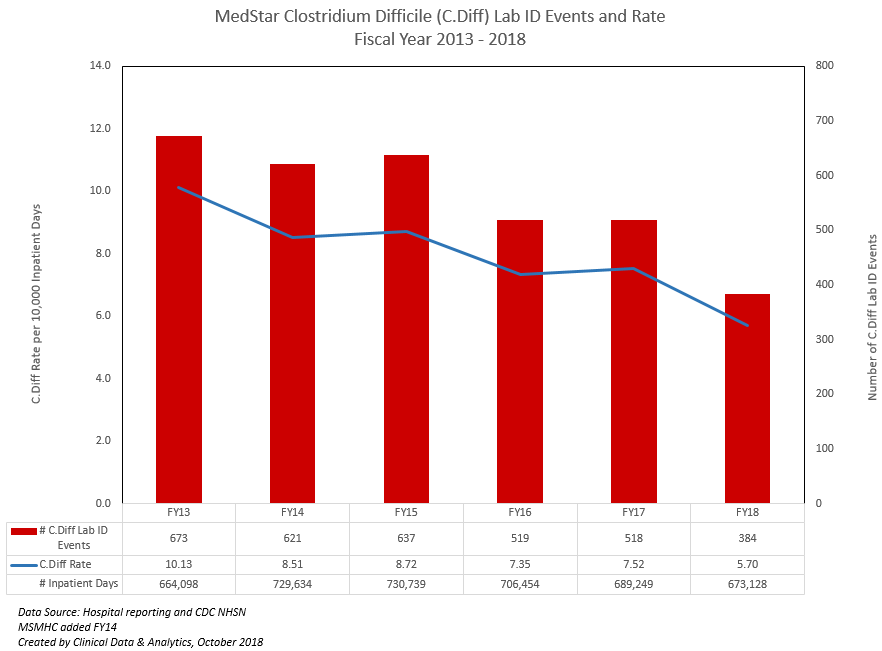 MedStar Clostridium Difficile (C.Diff) Lab ID Events and Rate
Fiscal Year 2013 - 2018
C.Diff Rate per 10,000 Inpatient Days
14.0
12.0
10.0
8.0
6.0
4.0
2.0
0.0
800
700
600
500
400
300
200
100
0
Number of C.Diff Lab ID Events
FY13 FY14 FY15 FY16 FY17 FY18
# C.Diff Lab ID
Events 673 621 637 519 518 384
C.Diff Rate 10.13 8.51 8.72 7.35 7.52 5.70
# Inpatient Days 664,098 729,634 730,739 706,454 689,249 673,128
Data Source: Hospital reporting and CDC NHSN
MSMHC added FY14
Created by Clinical Data & Analytics, October 2018